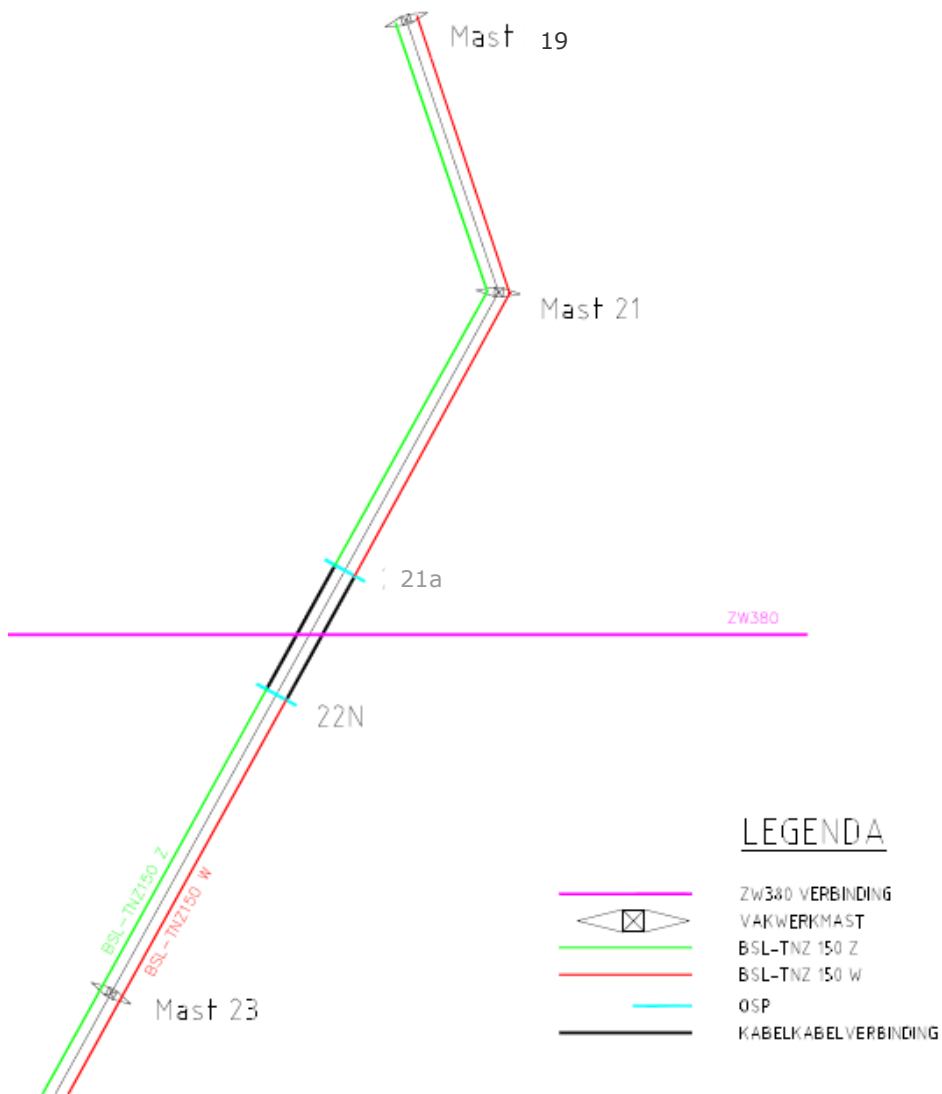 Mast 19
Mast 21
21a
ZW380
22N
BSL-TNZ150 Z
BSL-TNZ150 W
Mast 23
LEGENDA
ZW380 VERBINDING
VAKWERKMAST
BSL-TNZ 150 Z
BSL-TNZ 150 W
OSP
KABELKABELVERBINDING